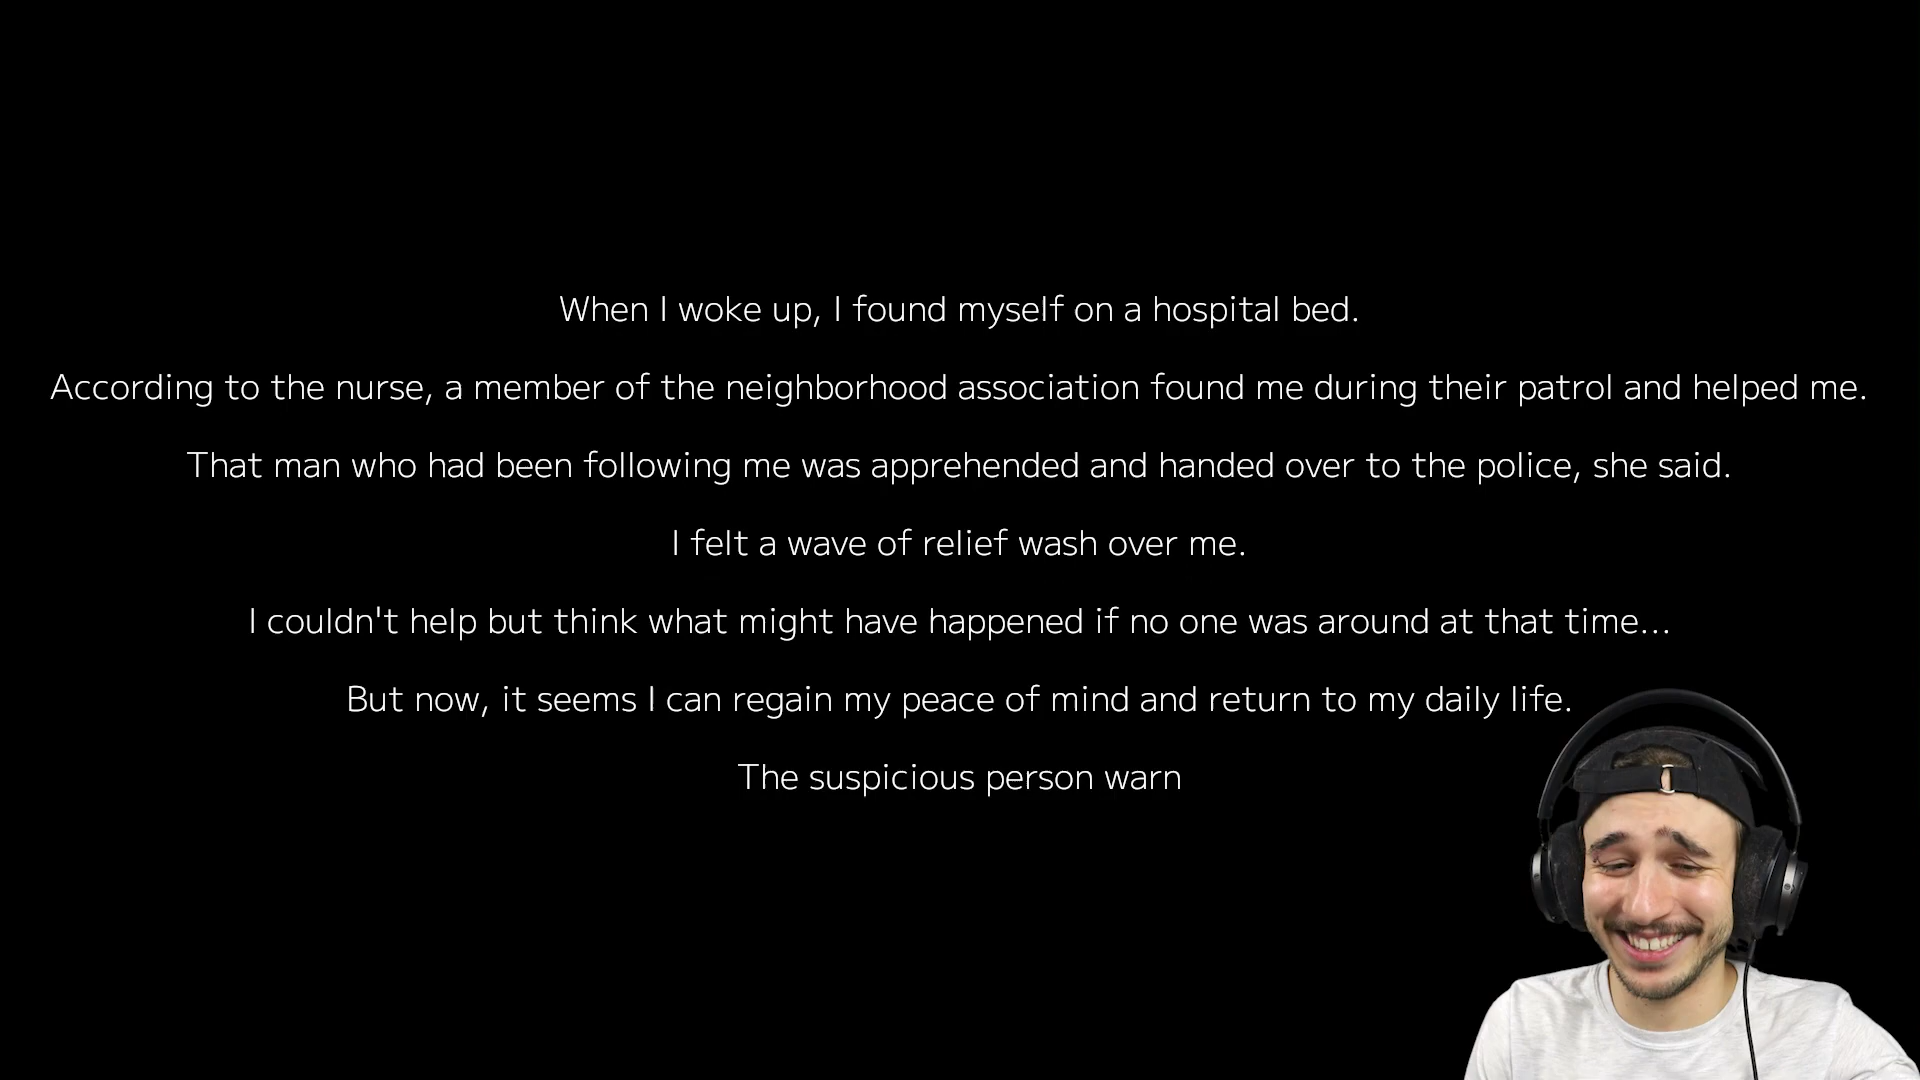 When I woke up, I found myself on a hospital bed.
According to the nurse, a member of the neighborhood association found me during their patrol and helped me.
That man who had been following me was apprehended and handed over to the police, she said.
I felt a wave of relief wash over me.
I couldn't help but think what might have happened if no one was around at that time...
But now, it seems I can regain my peace of mind and return to my daily life.
The suspicious person warn